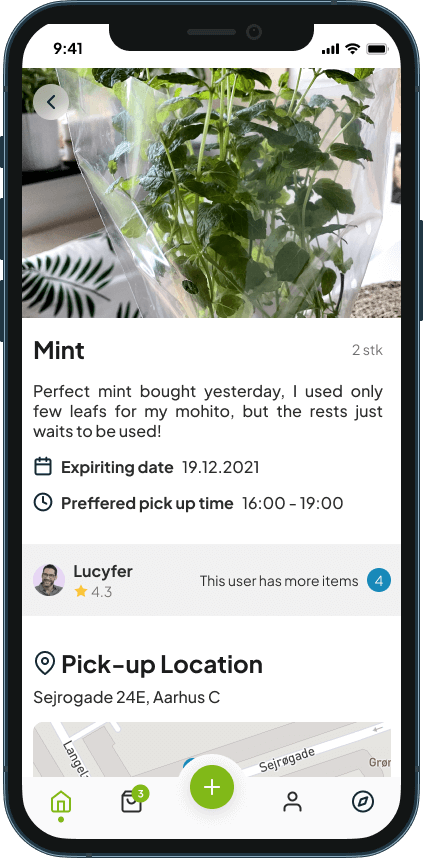 9:41
Mint
2 stk
Perfect mint bought yesterday, I used only
few leafs for my mohito, but the rests just
waits to be used!
Expiriting date 19.12.2021
Preffered pick up time 16:00 - 19:00
Lucyfer
4.3
This user has more items 4
Pick-up Location
Sejrogade 24E, Aarhus C
Sejrøgade
3